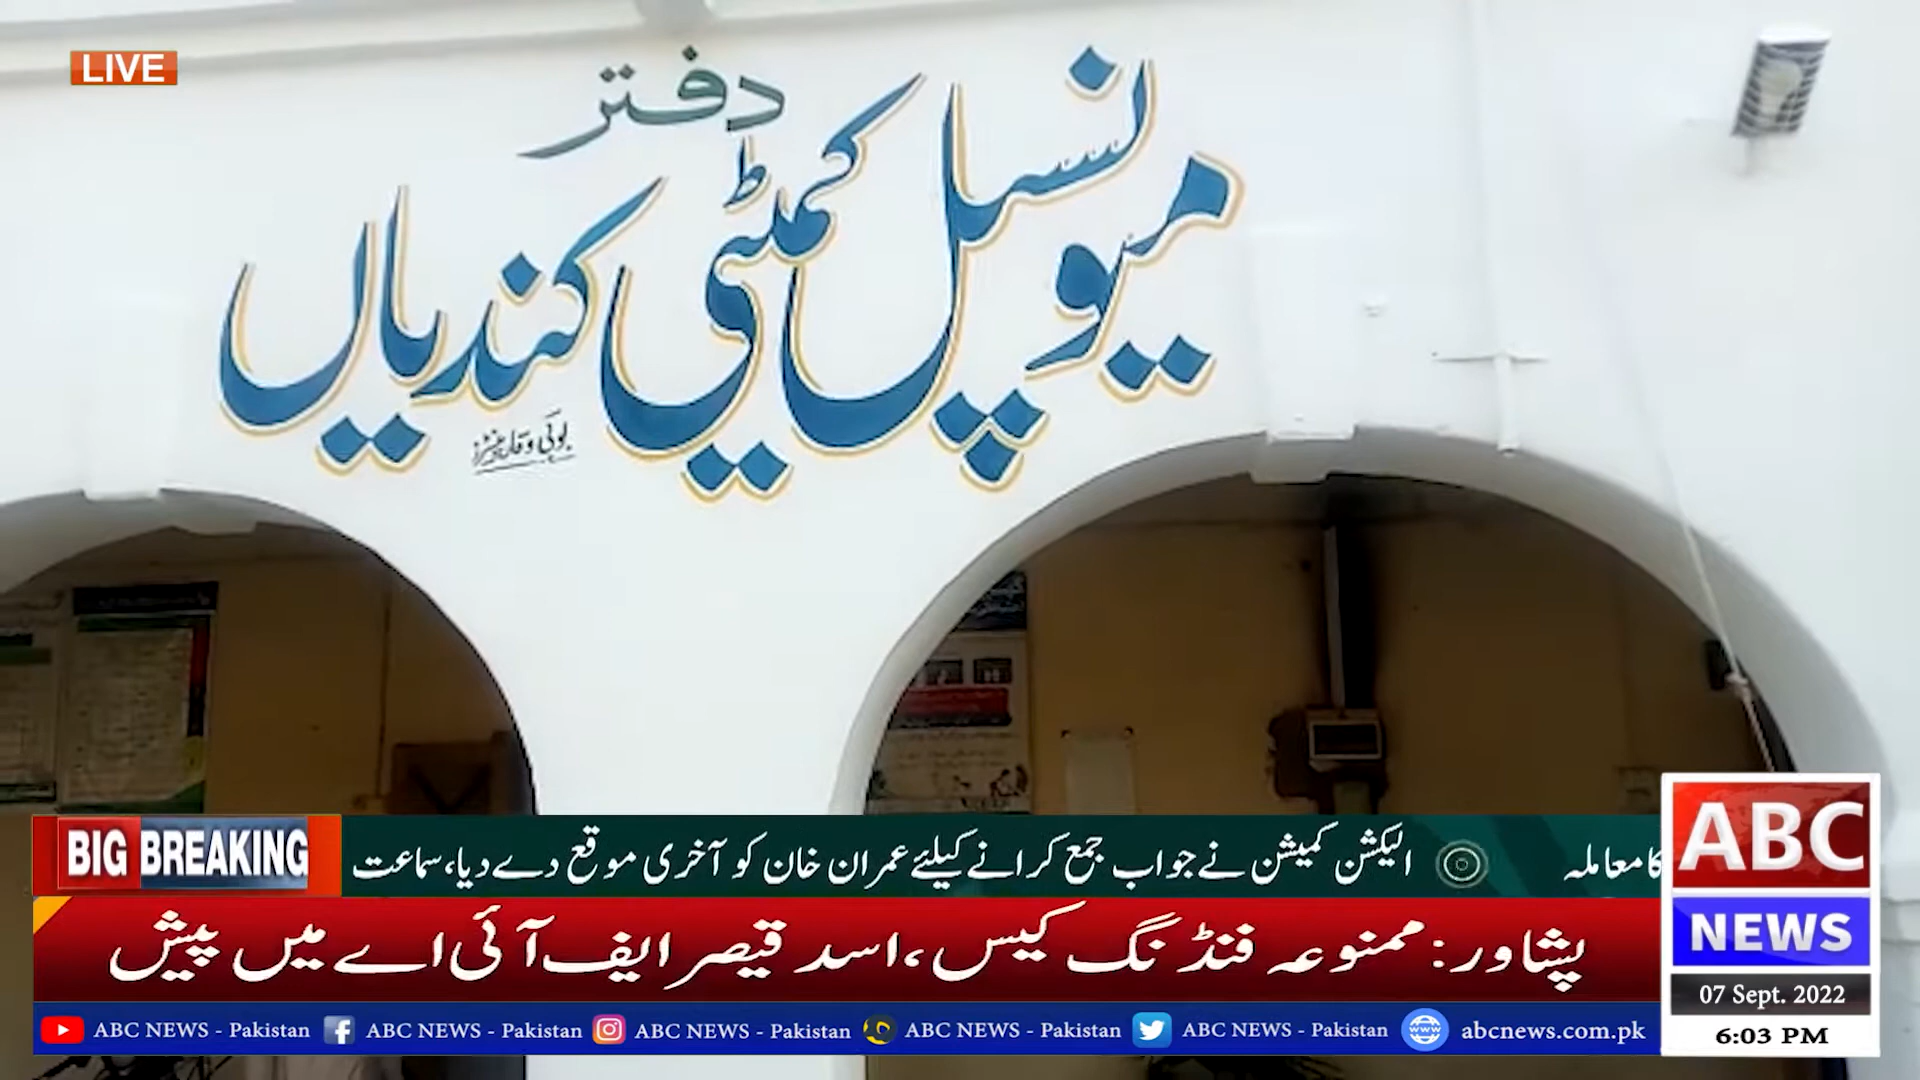 LIVE
دفتر
میونسپل کمیٹی کندیاں
BIG BREAKING
کا معاملہ
الیکشن کمیشن نے جواب جمع کرانے کیلئے عمران خان کو آخری موقع دے دیا، سماعت
پشاور: ممنوعہ فنڈنگ کیس، اسد قیصر ایف آئی اے میں پیش
ABC NEWS - Pakistan
ABC NEWS - Pakistan
ABC NEWS - Pakistan
ABC NEWS - Pakistan
ABC NEWS - Pakistan
abcnews.com.pk
ABC
NEWS
07 Sept. 2022
6:03 PM